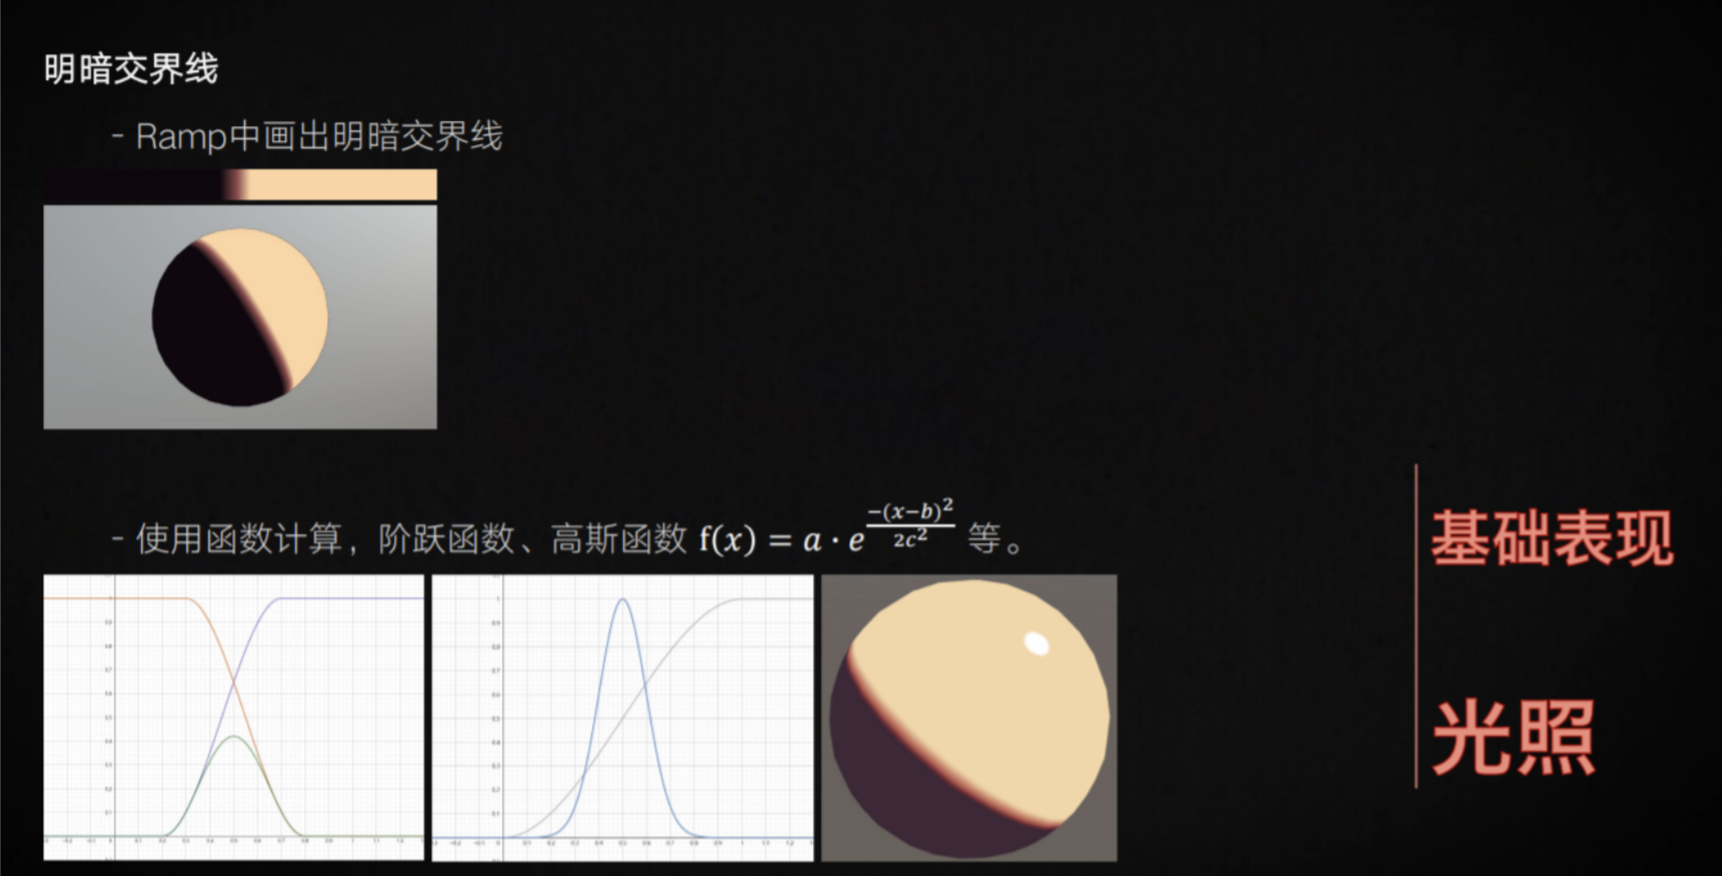 明暗交界线
- Ramp中画出明暗交界线
- 使用函数计算，阶跃函数、高斯函数 f(x) = a · e^{\frac{-(x-b)^2}{2c^2}} 等。
基础表现
光照